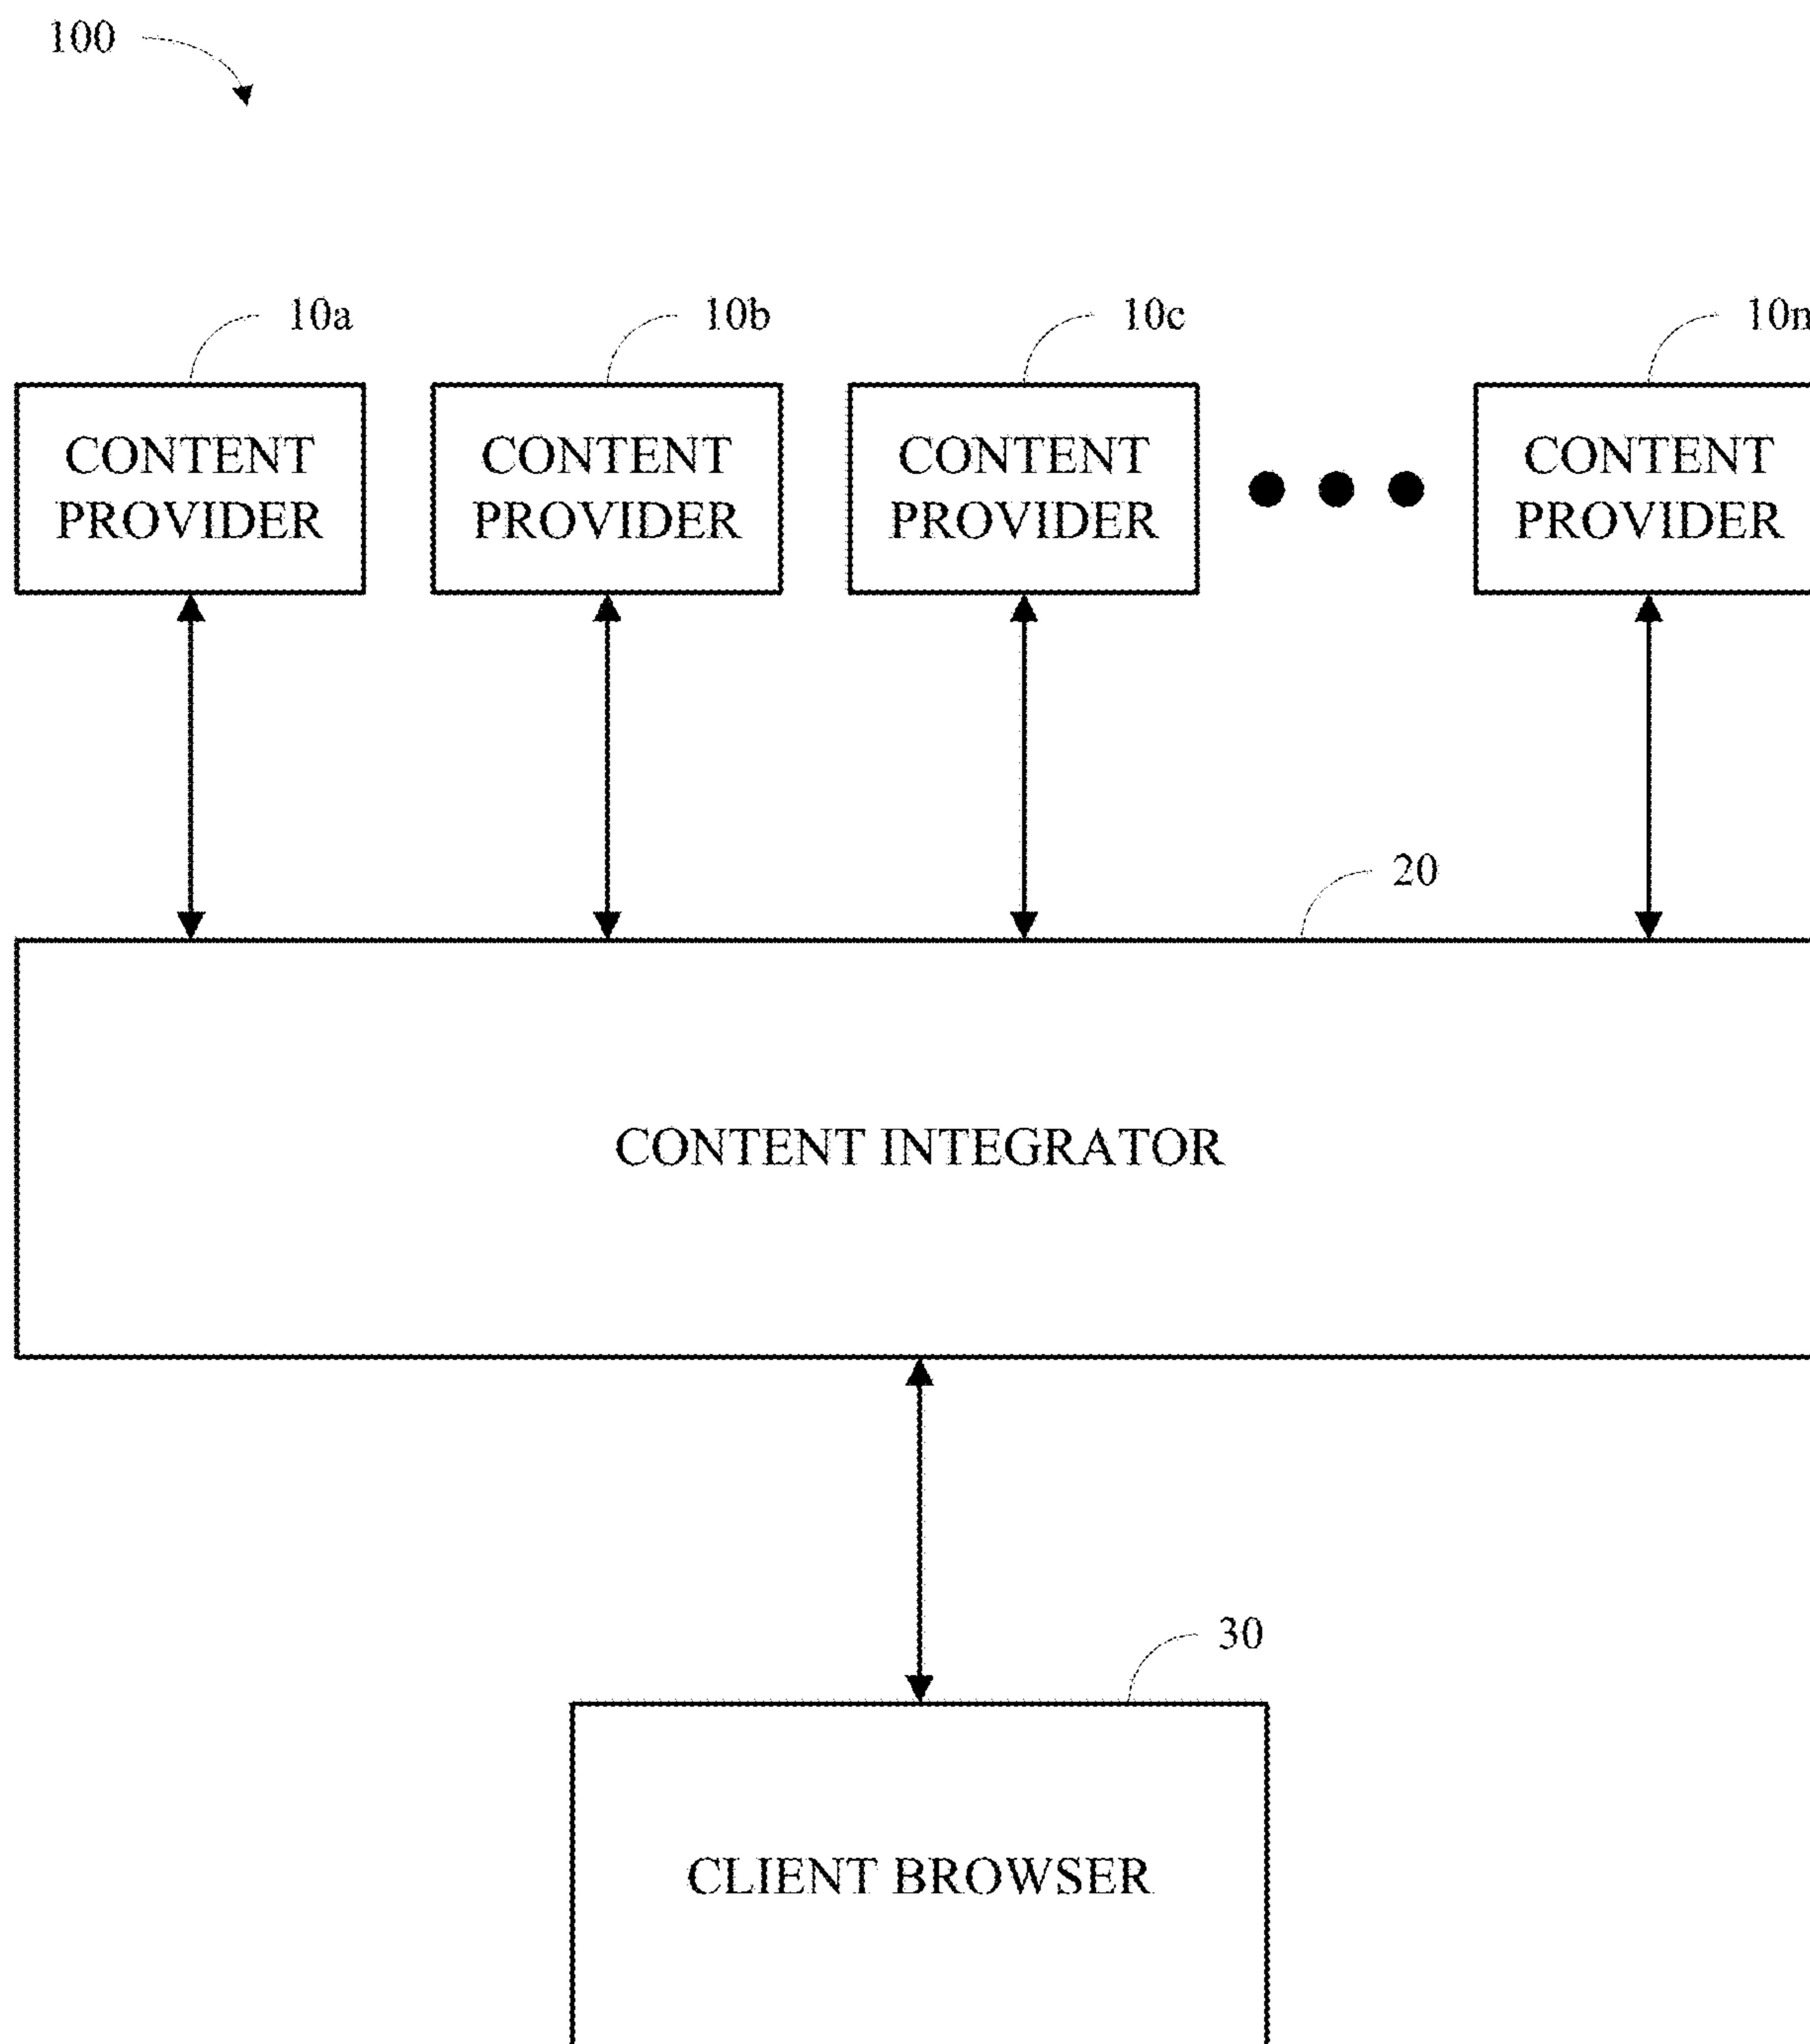 100
10a
10b
10c
10n
CONTENT
PROVIDER
CONTENT
PROVIDER
CONTENT
PROVIDER
CONTENT
PROVIDER
20
CONTENT INTEGRATOR
30
CLIENT BROWSER